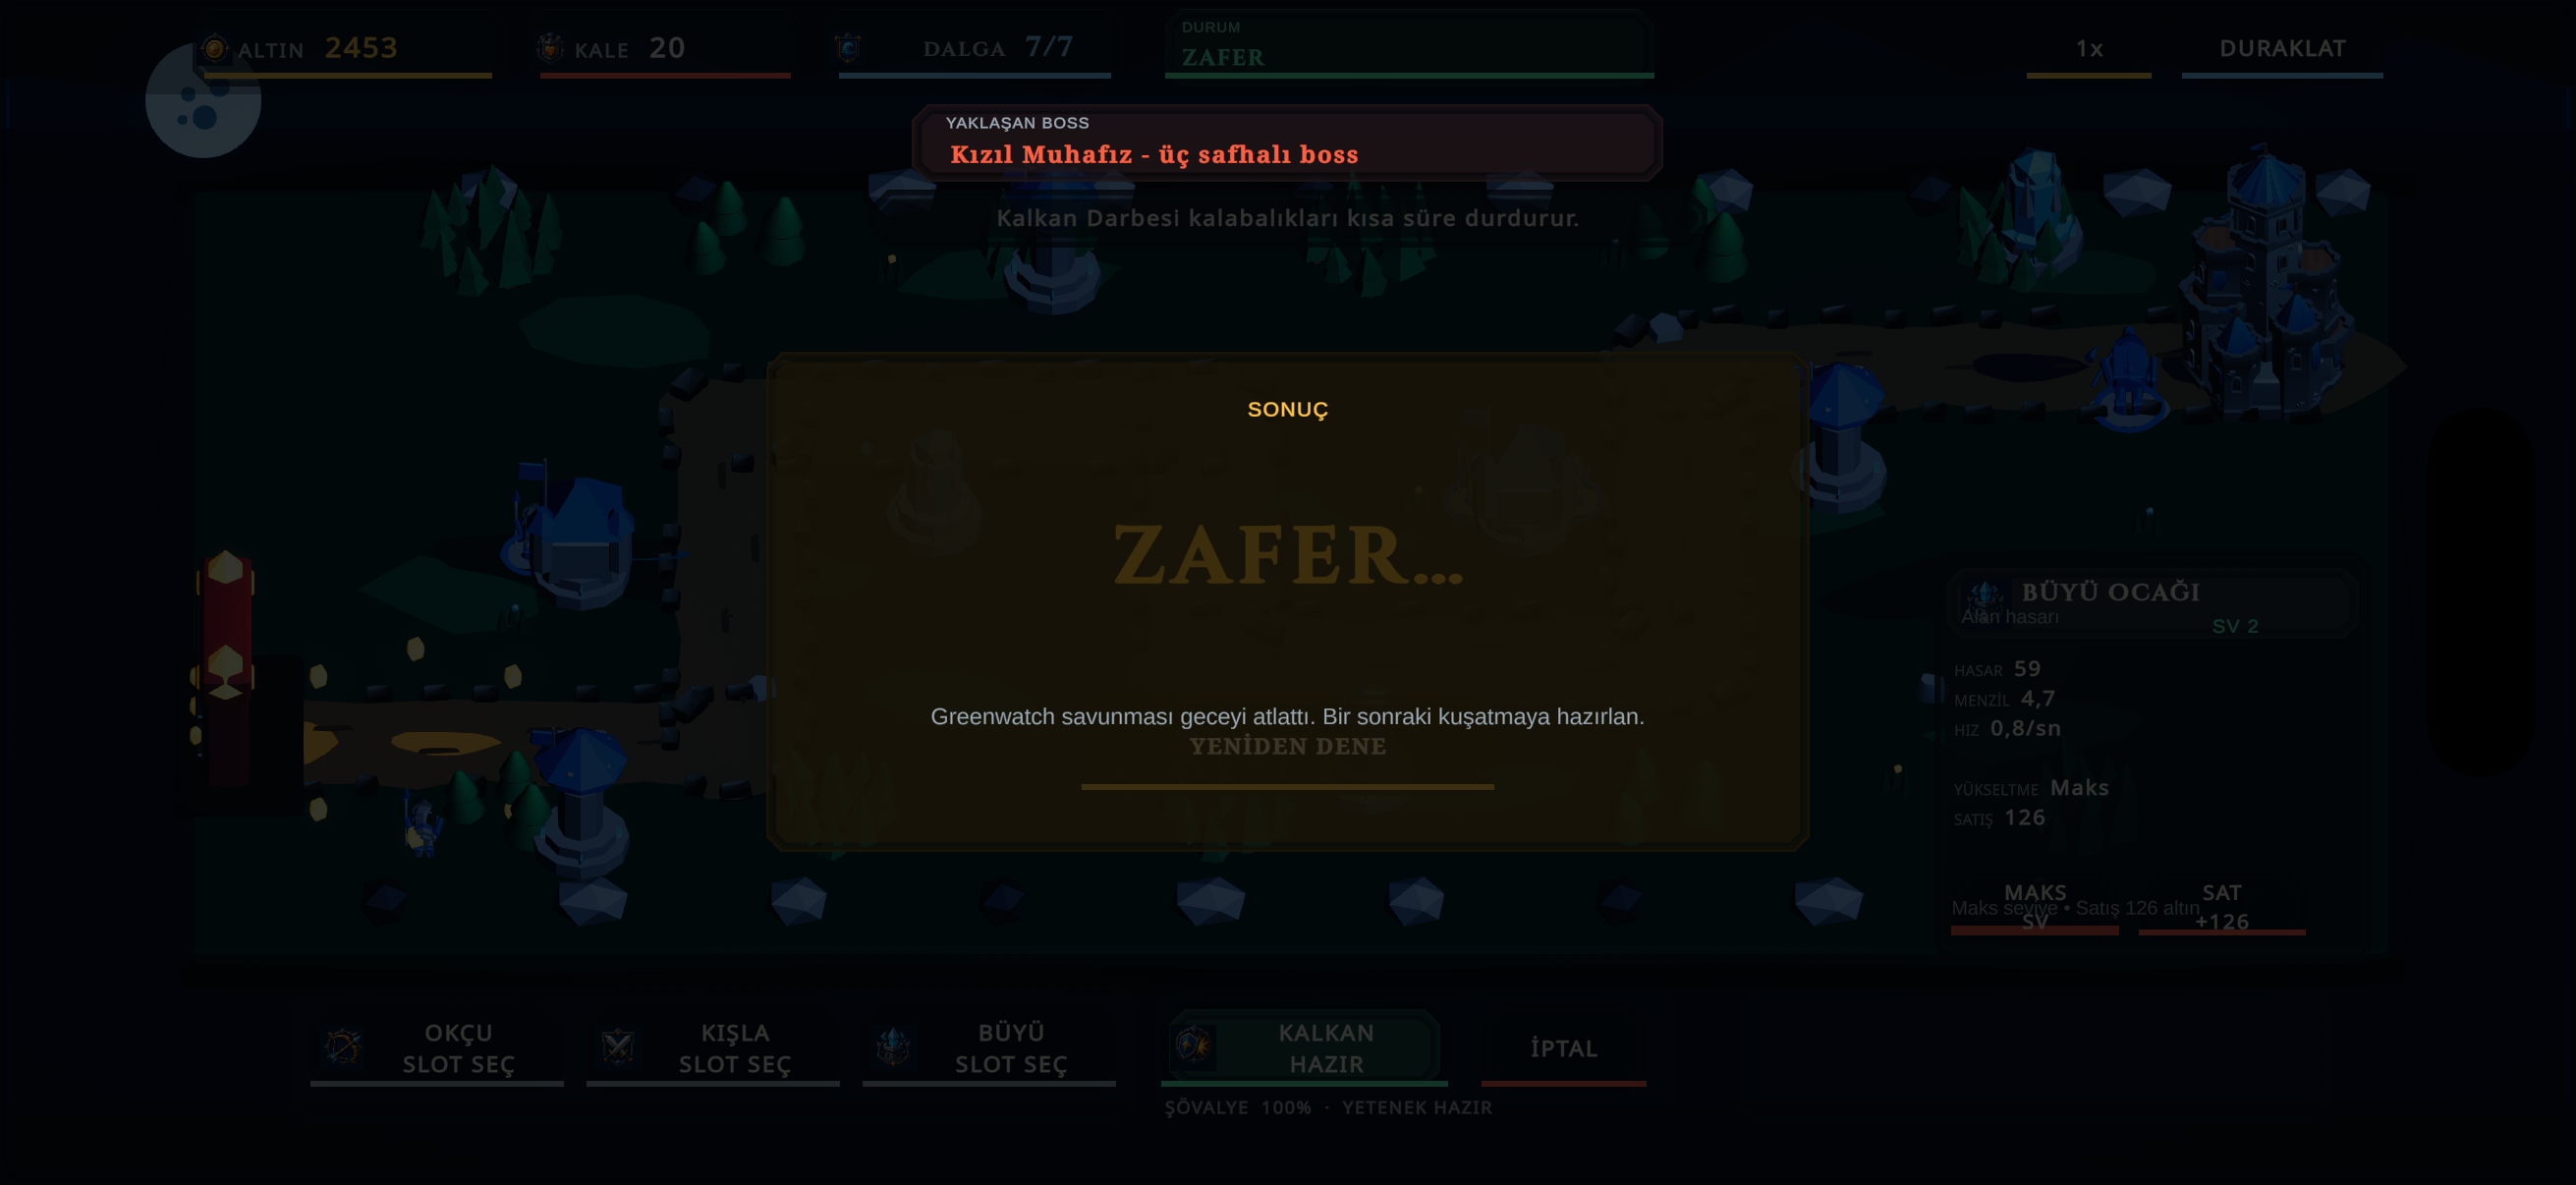 ALTIN 2453
KALE 20
DALGA 7/7
DURUM
ZAFER
1x
DURAKLAT
YAKLAŞAN BOSS
Kızıl Muhafız - üç safhalı boss
Kalkan Darbesi kalabalıkları kısa süre durdurur.
SONUÇ
ZAFER...
Greenwatch savunması geceyi atlattı. Bir sonraki kuşatmaya hazırlan.
YENİDEN DENE
BÜYÜ OCAĞI
Alan hasarı
SV 2
HASAR 59
MENZİL 4,7
HIZ 0,8/sn
YÜKSELTME Maks
SATIŞ 126
MAKS
SV
SAT
+126
Maks seviye • Satış 126 altın
OKÇU
SLOT SEÇ
KIŞLA
SLOT SEÇ
BÜYÜ
SLOT SEÇ
KALKAN
HAZIR
İPTAL
ŞÖVALYE 100% · YETENEK HAZIR